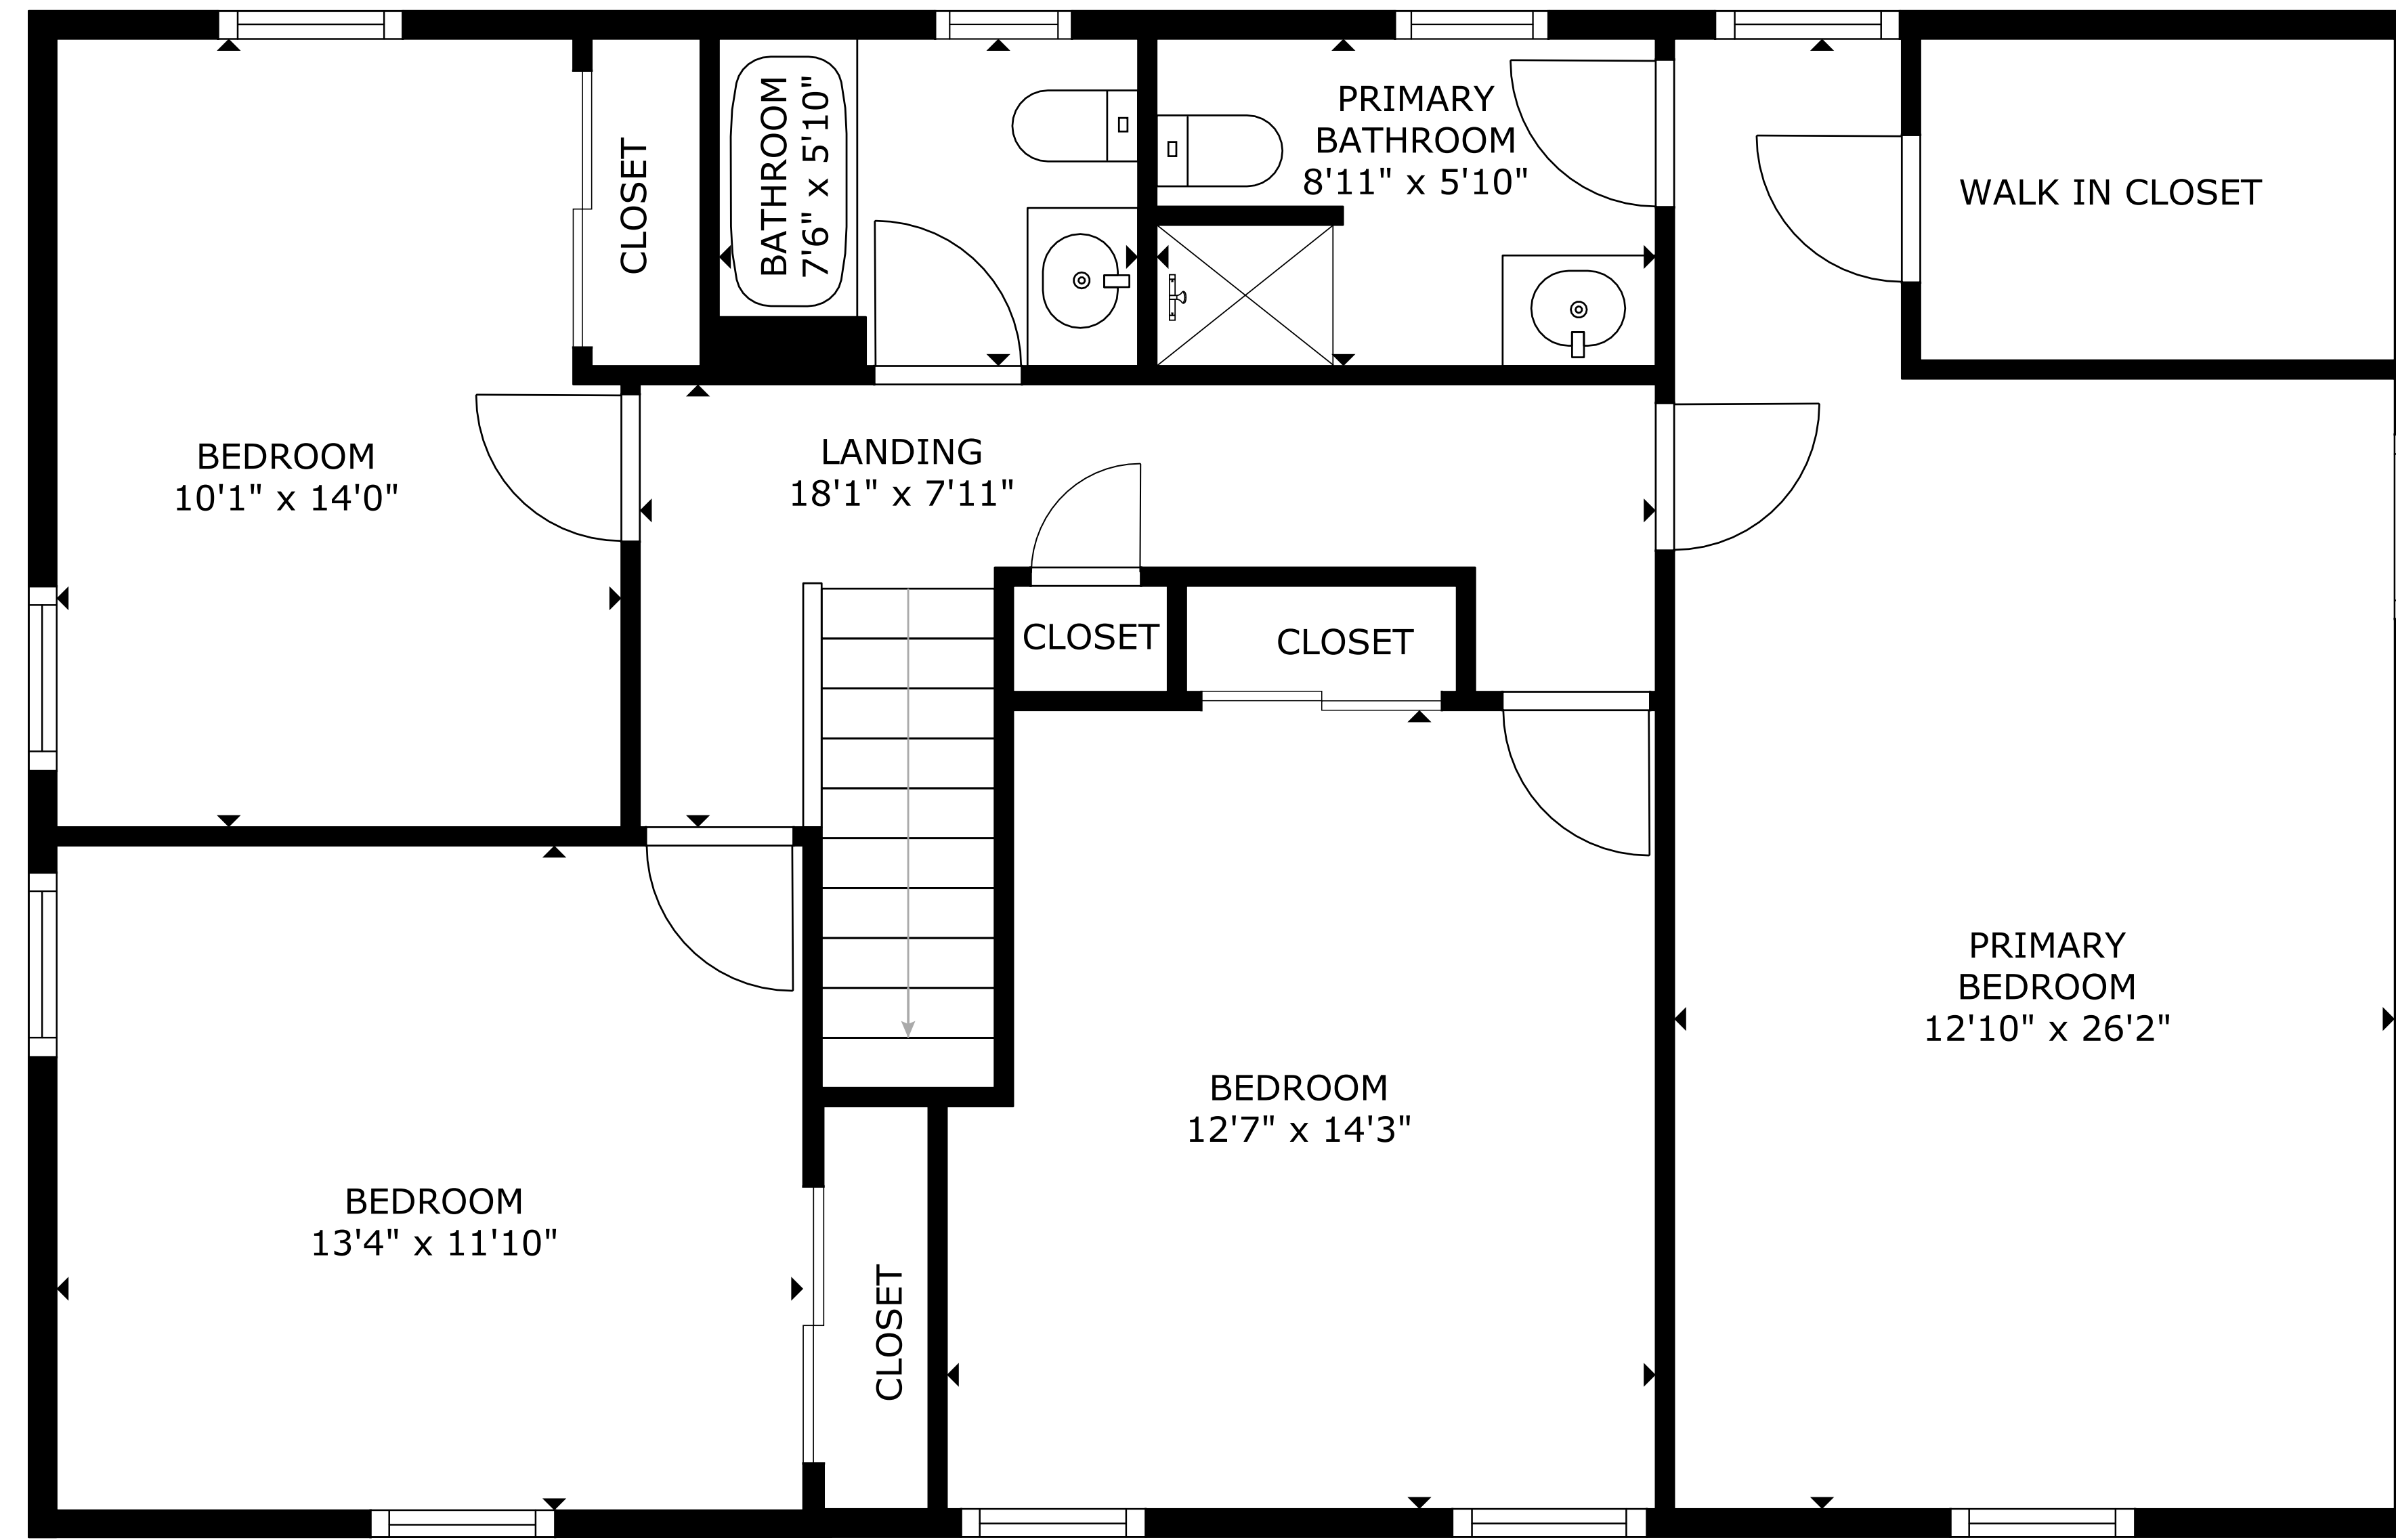 BATHROOM
7'6" x 5'10"
CLOSET
PRIMARY
BATHROOM
8'11" x 5'10"
WALK IN CLOSET
BEDROOM
10'1" x 14'0"
LANDING
18'1" x 7'11"
CLOSET
CLOSET
PRIMARY
BEDROOM
12'10" x 26'2"
BEDROOM
12'7" x 14'3"
BEDROOM
13'4" x 11'10"
CLOSET